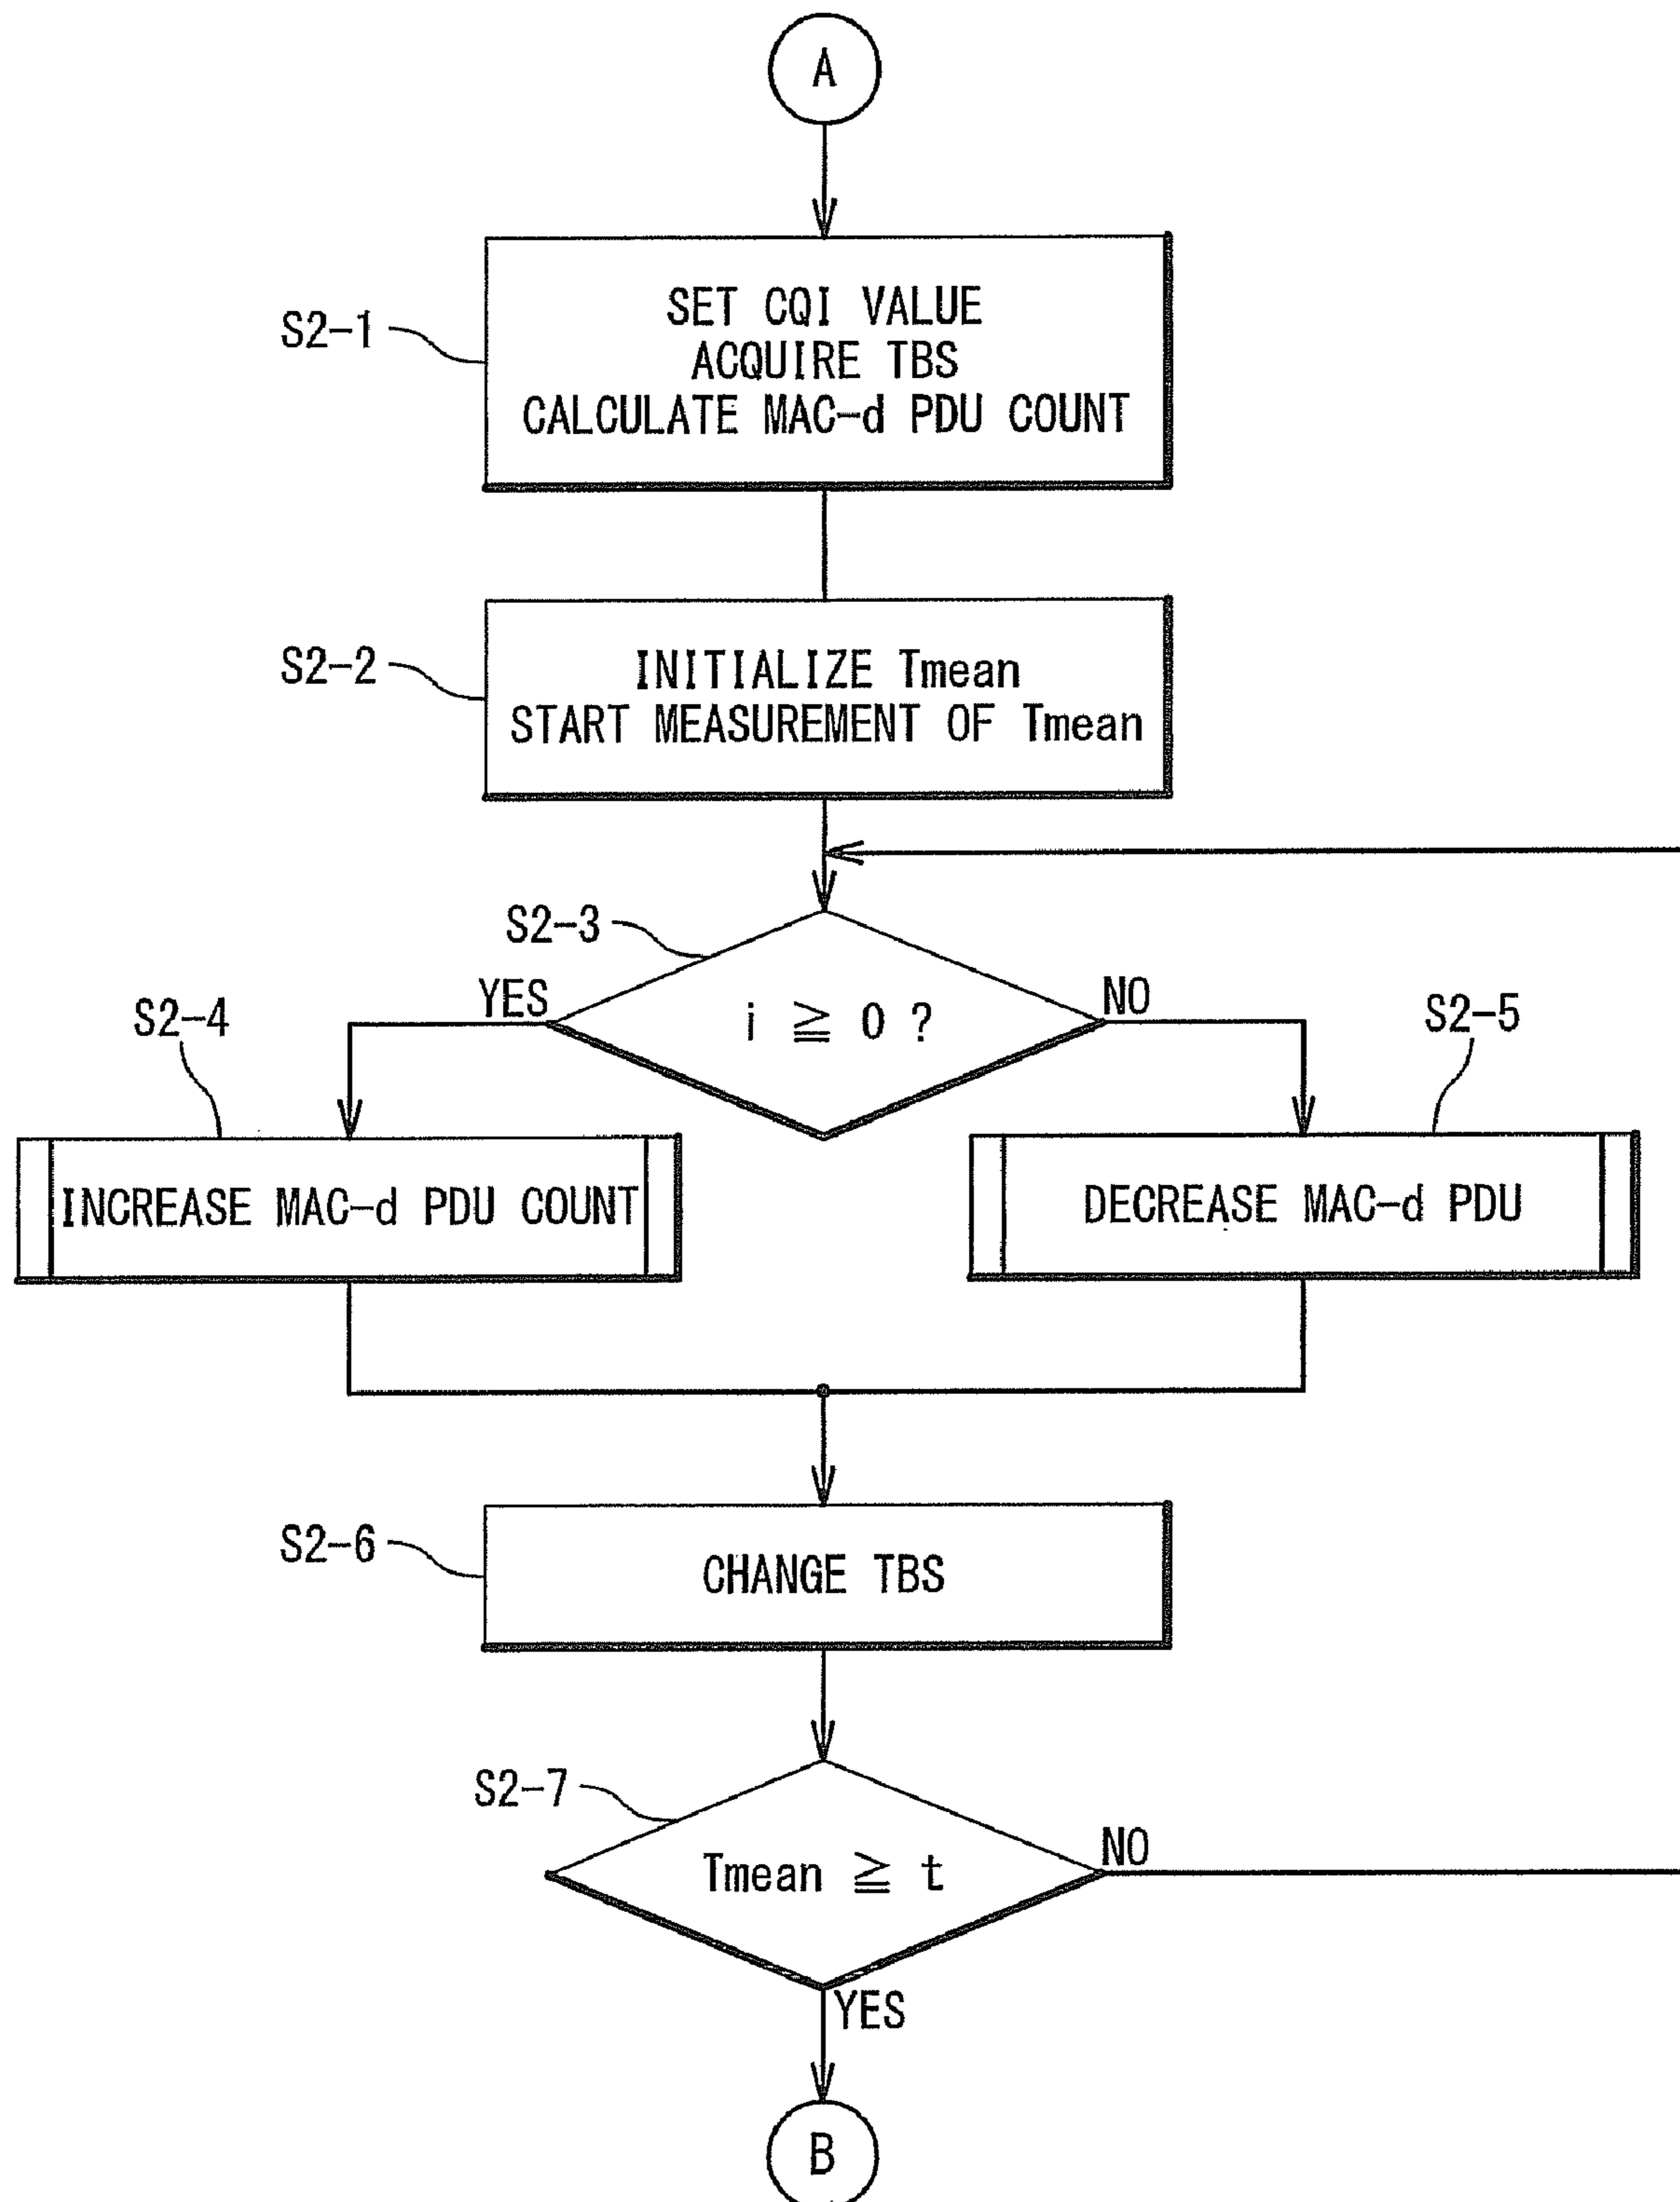 A
S2-1
SET CQI VALUE
ACQUIRE TBS
CALCULATE MAC-d PDU COUNT
S2-2
INITIALIZE Tmean
START MEASUREMENT OF Tmean
S2-3
i ≧ 0 ?
YES
NO
S2-4
S2-5
INCREASE MAC-d PDU COUNT
DECREASE MAC-d PDU
S2-6
CHANGE TBS
S2-7
Tmean ≧ t
NO
YES
B